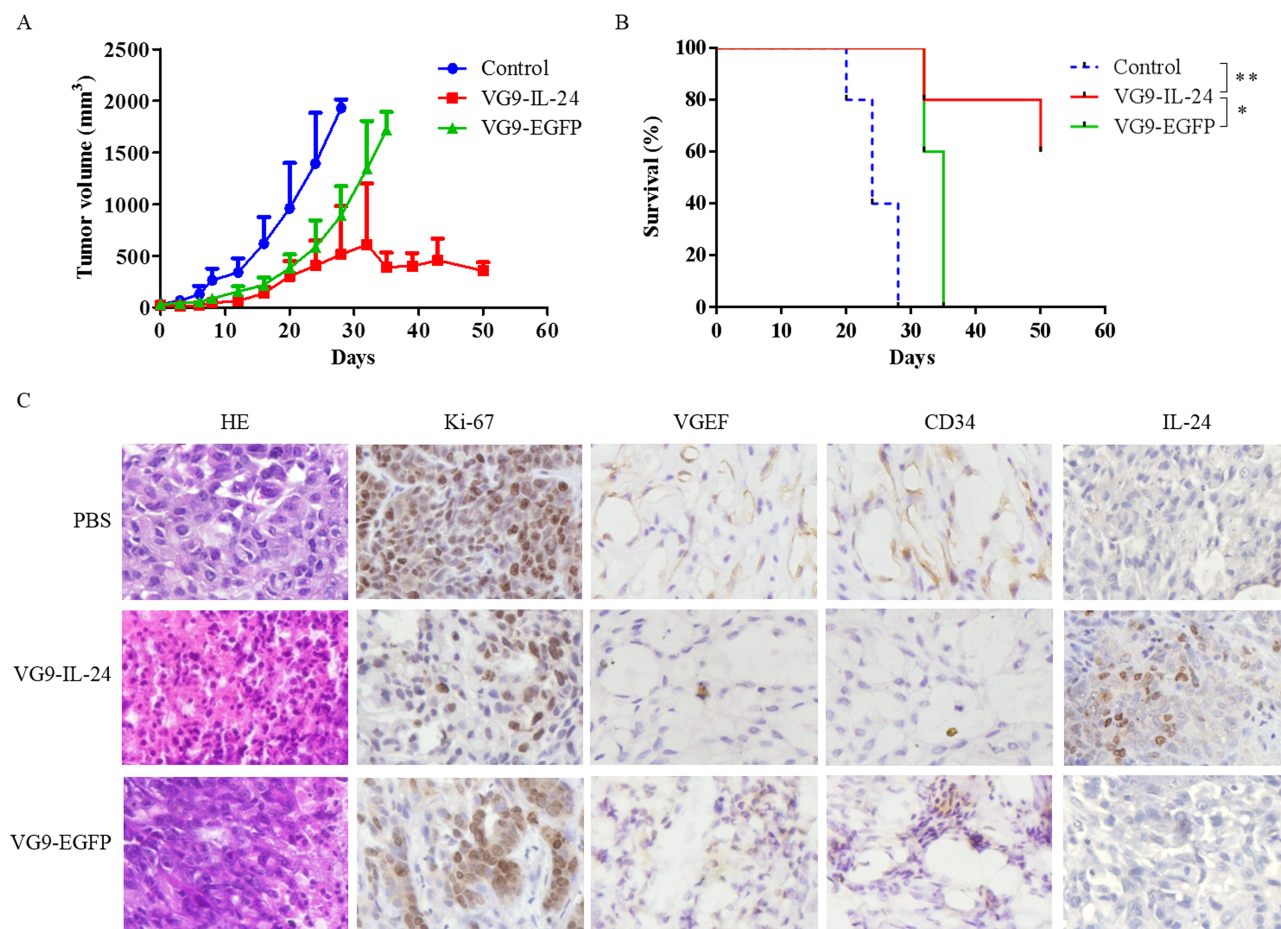 A
Tumor volume (mm³)
2500
2000
1500
1000
500
0
0 10 20 30 40 50 60
Days
Control
VG9-IL-24
VG9-EGFP
B
Survival (%)
100
80
60
40
20
0
0 10 20 30 40 50 60
Days
Control
VG9-IL-24
VG9-EGFP
**
*
C
HE Ki-67 VGEF CD34 IL-24
PBS
VG9-IL-24
VG9-EGFP